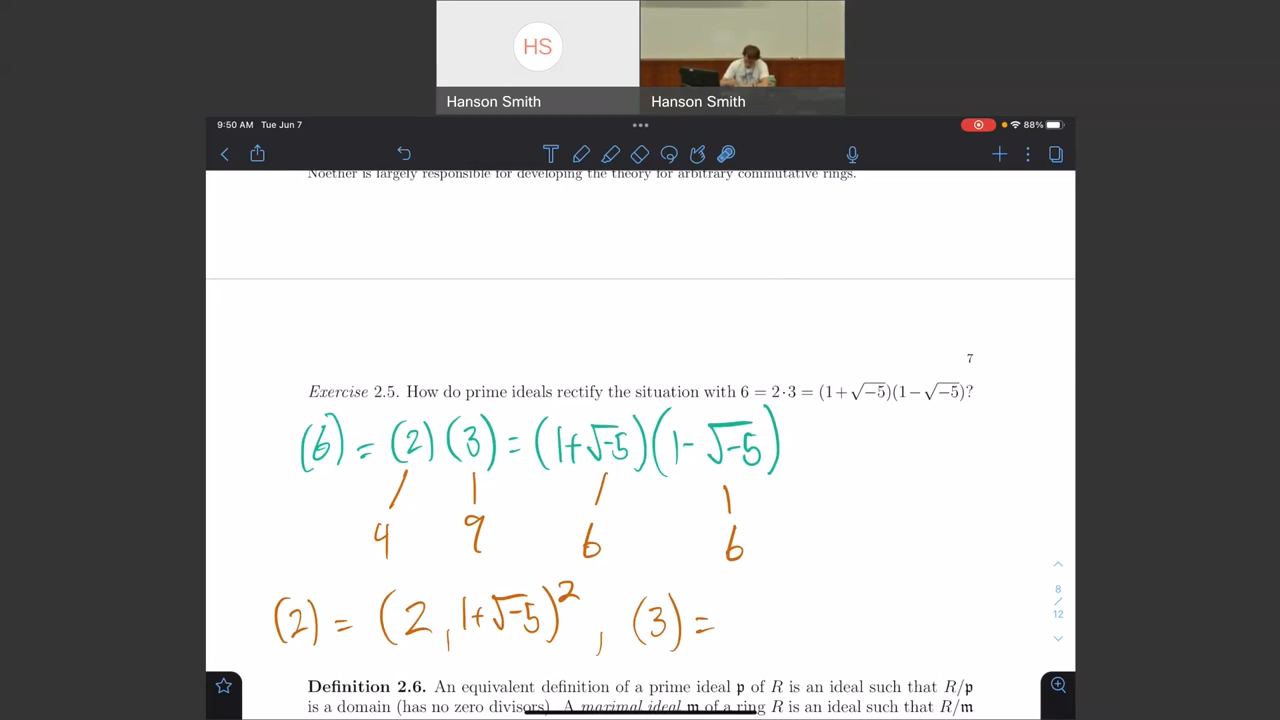 HS
Hanson Smith
Hanson Smith
9:50 AM Tue Jun 7
88%
Noether is largely responsible for developing the theory for arbitrary commutative rings.
7
Exercise 2.5. How do prime ideals rectify the situation with 6 = 2·3 = (1+√−5)(1−√−5)?
(6) = (2)(3) = (1+√-5)(1-√-5)
4 9 6 6
(2) = (2, 1+√-5)², (3) =
8 / 12
Definition 2.6. An equivalent definition of a prime ideal 𝔭 of R is an ideal such that R/𝔭
is a domain (has no zero divisors). A maximal ideal 𝔪 of a ring R is an ideal such that R/𝔪